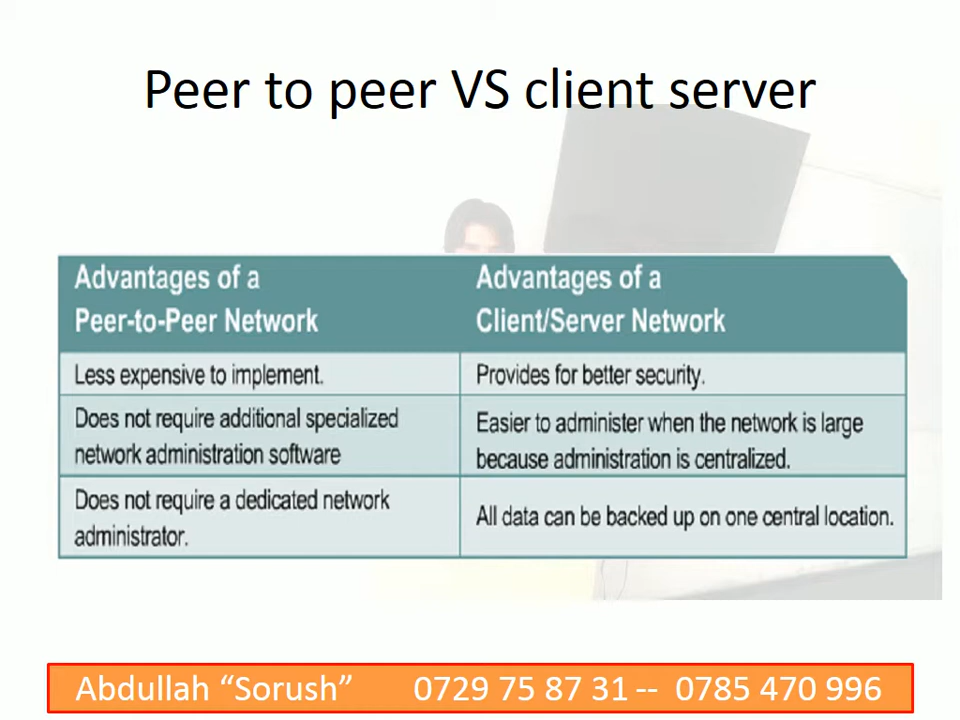 Peer to peer VS client server
Advantages of a
Peer-to-Peer Network
Advantages of a
Client/Server Network
Less expensive to implement.
Provides for better security.
Does not require additional specialized
network administration software
Easier to administer when the network is large
because administration is centralized.
Does not require a dedicated network
administrator.
All data can be backed up on one central location.
Abdullah “Sorush” 0729 75 87 31 -- 0785 470 996